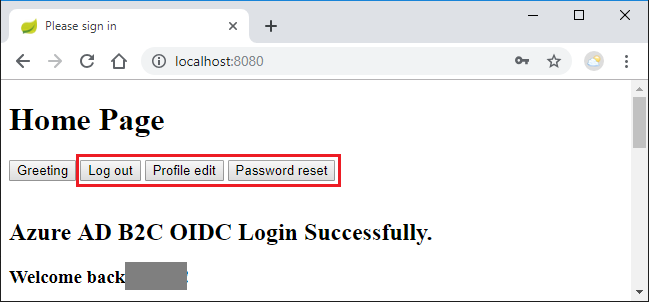 Please sign in
localhost:8080
Home Page
Greeting Log out Profile edit Password reset
Azure AD B2C OIDC Login Successfully.
Welcome back